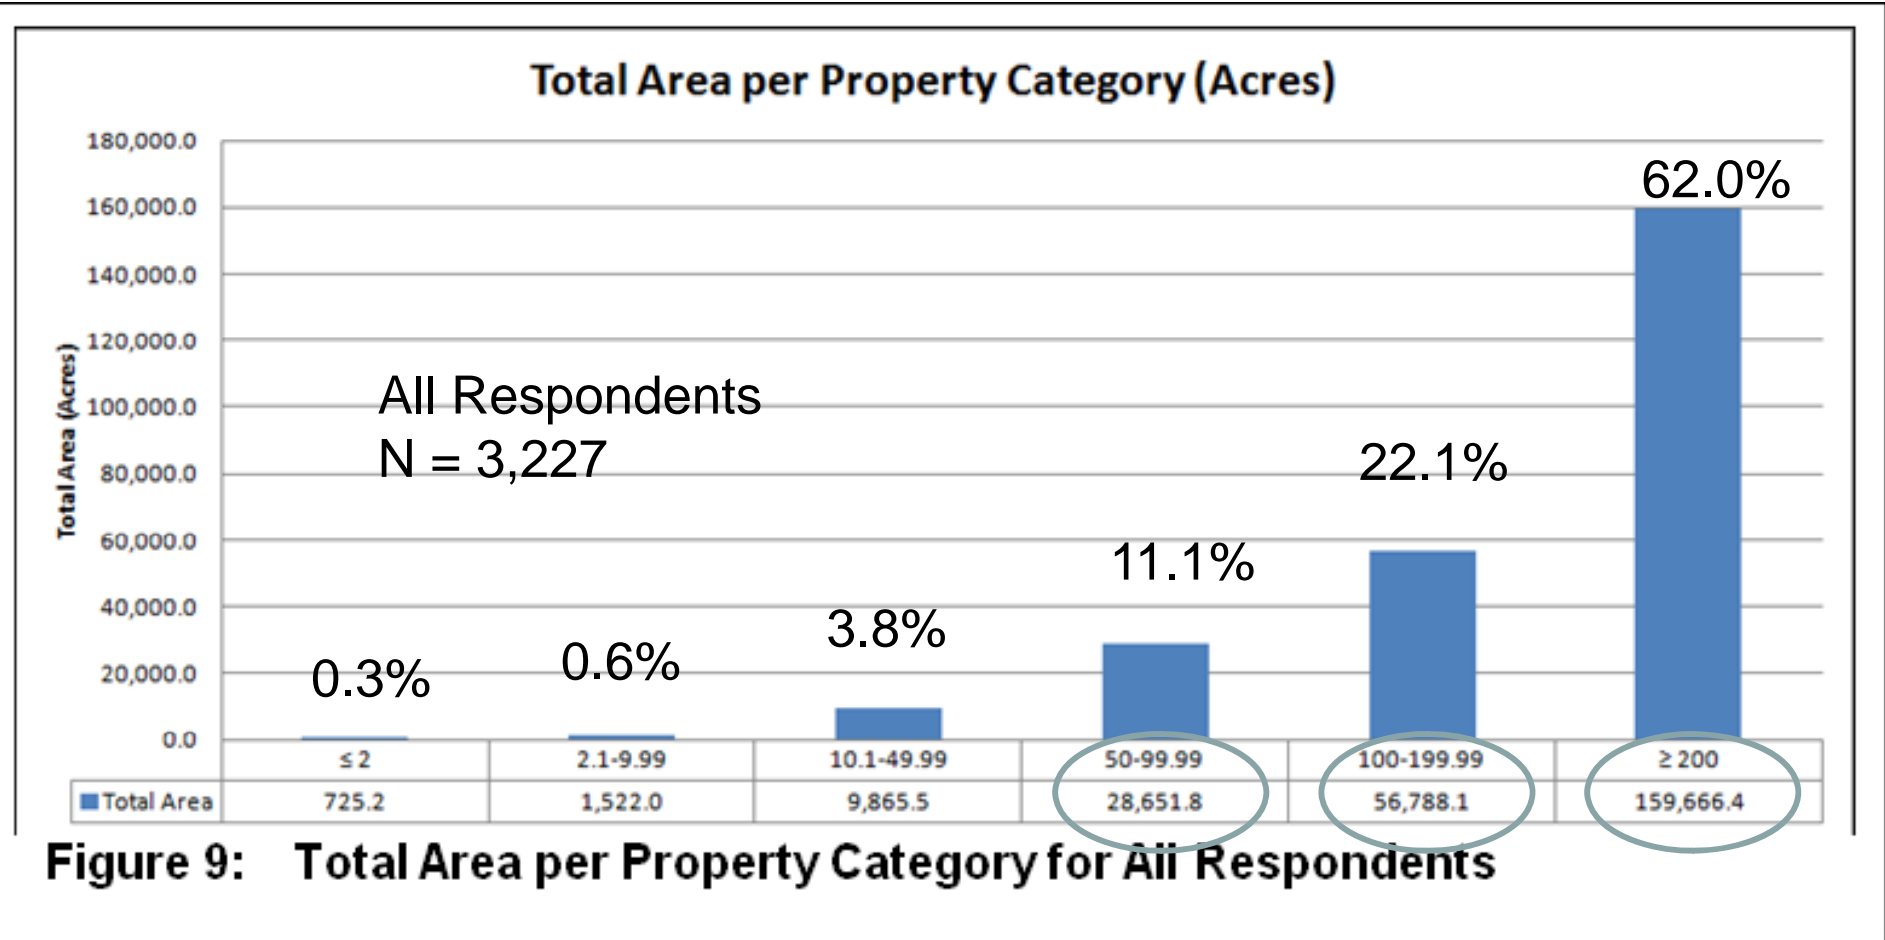 Total Area per Property Category (Acres)
180,000.0
160,000.0
140,000.0
120,000.0
100,000.0
80,000.0
60,000.0
40,000.0
20,000.0
0.0
Total Area (Acres)
All Respondents
N = 3,227
0.3%
0.6%
3.8%
11.1%
22.1%
62.0%
≤ 2 2.1-9.99 10.1-49.99 50-99.99 100-199.99 ≥ 200
Total Area 725.2 1,522.0 9,865.5 28,651.8 56,788.1 159,666.4
Figure 9: Total Area per Property Category for All Respondents